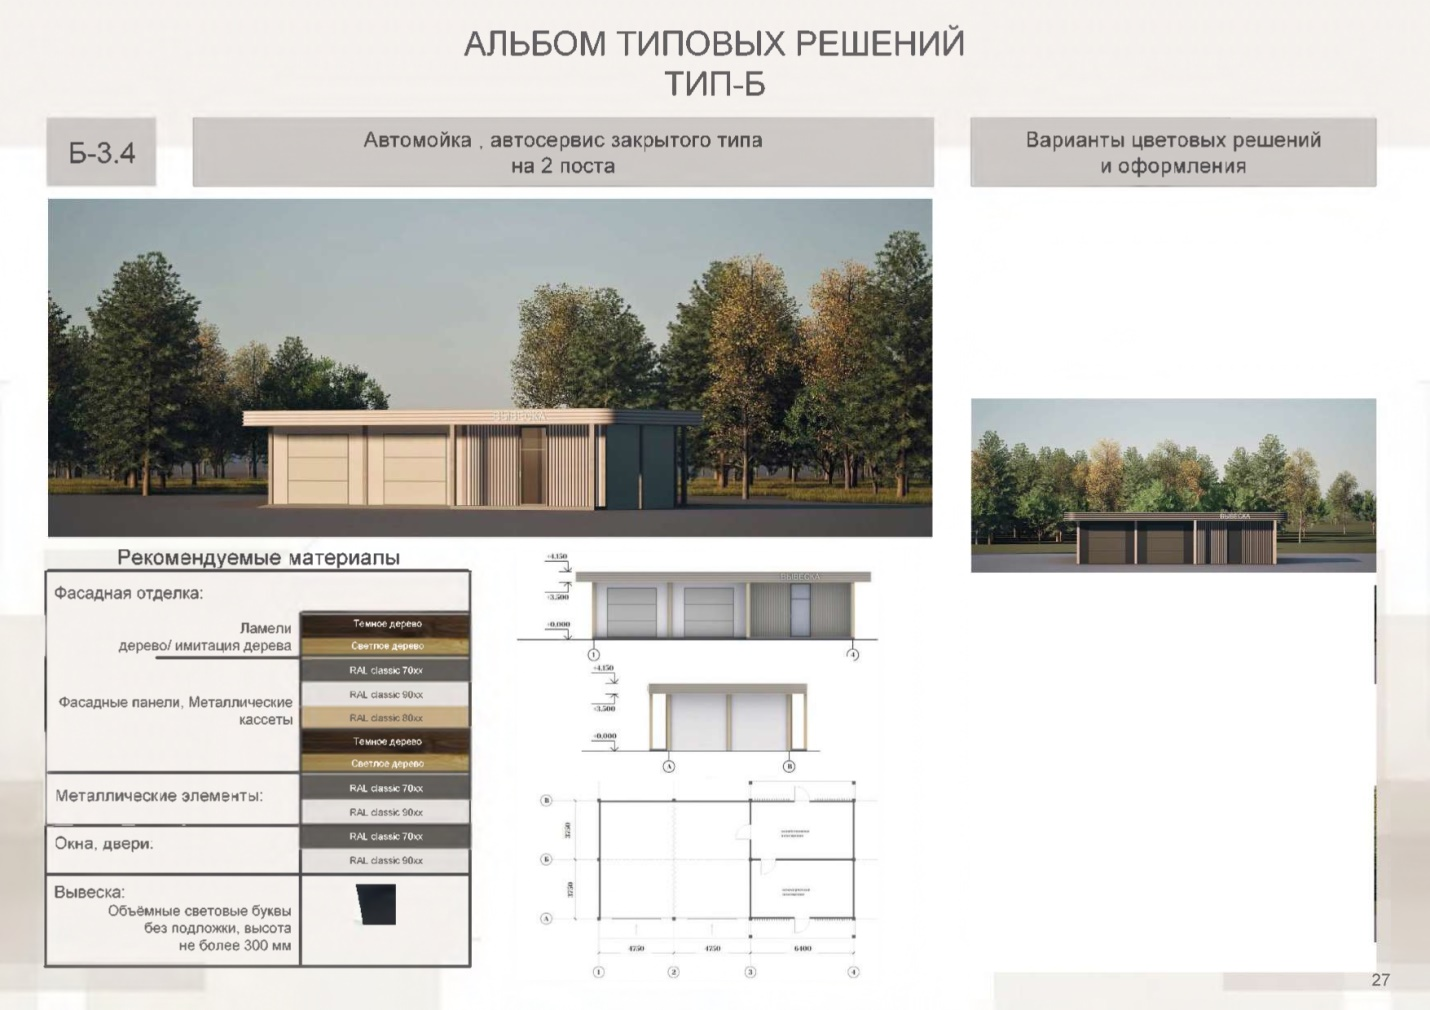 АЛЬБОМ ТИПОВЫХ РЕШЕНИЙ
ТИП-Б
Б-3.4
Автомойка , автосервис закрытого типа
на 2 поста
Варианты цветовых решений
и оформления
ВЫВЕСКА
ВЫВЕСКА
Рекомендуемые материалы
Фасадная отделка:
Ламели
дерево/ имитация дерева
Темное дерево
Светлое дерево
Фасадные панели, Металлические
кассеты
RAL classic 70xx
RAL classic 90xx
RAL classic 80xx
Темное дерево
Светлое дерево
Металлические элементы:
RAL classic 70xx
RAL classic 90xx
Окна, двери:
RAL classic 70xx
RAL classic 90xx
Вывеска:
Объёмные световые буквы
без подложки, высота
не более 300 мм
+4.150
+3.500
+0.000
ВЫВЕСКА
1
4
+4.150
+3.500
+0.000
А
В
В
3750
Б
3750
А
4750
4750
6400
1
2
3
4
27